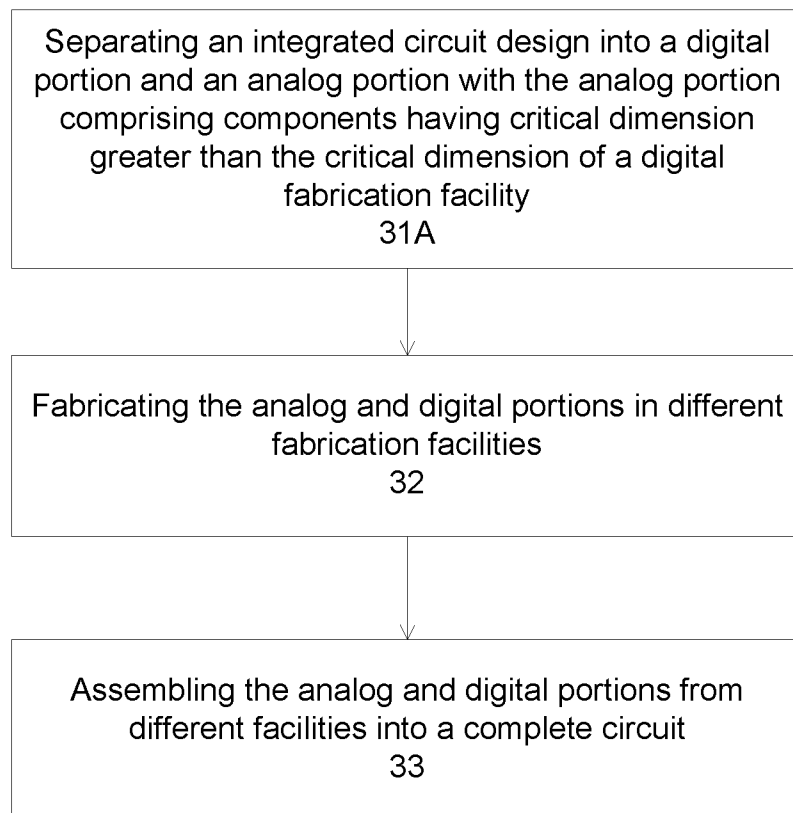 Separating an integrated circuit design into a digital
portion and an analog portion with the analog portion
comprising components having critical dimension
greater than the critical dimension of a digital
fabrication facility
31A
Fabricating the analog and digital portions in different
fabrication facilities
32
Assembling the analog and digital portions from
different facilities into a complete circuit
33